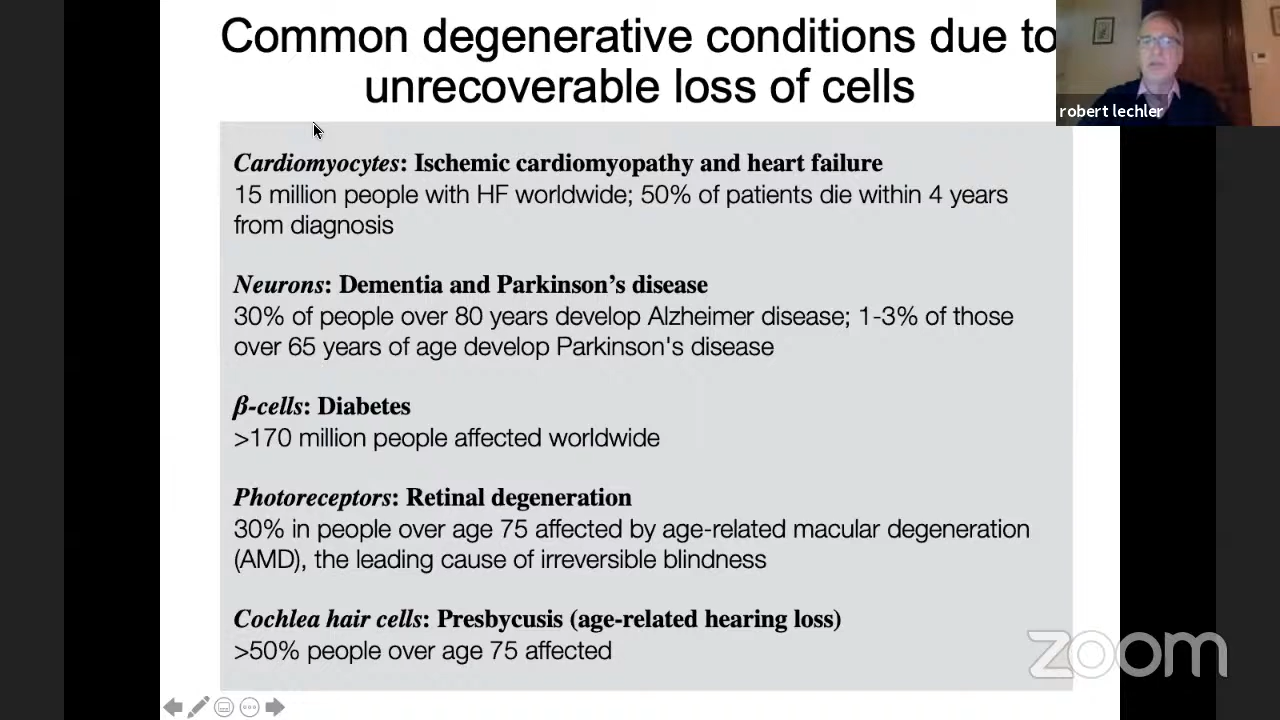 Common degenerative conditions due to
unrecoverable loss of cells
robert lechler
Cardiomyocytes: Ischemic cardiomyopathy and heart failure
15 million people with HF worldwide; 50% of patients die within 4 years
from diagnosis
Neurons: Dementia and Parkinson’s disease
30% of people over 80 years develop Alzheimer disease; 1-3% of those
over 65 years of age develop Parkinson's disease
β-cells: Diabetes
>170 million people affected worldwide
Photoreceptors: Retinal degeneration
30% in people over age 75 affected by age-related macular degeneration
(AMD), the leading cause of irreversible blindness
Cochlea hair cells: Presbycusis (age-related hearing loss)
>50% people over age 75 affected
zoom